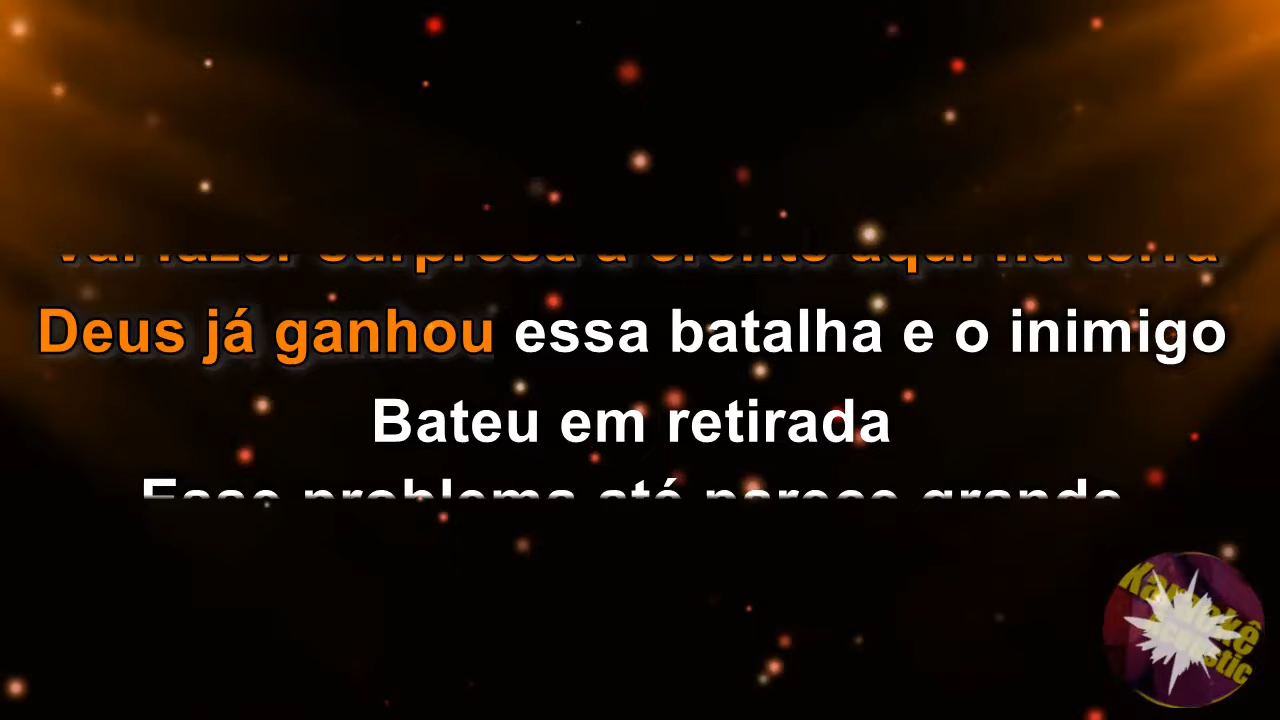 Vai fazer surpresa a crente aqui na terra
Deus já ganhou essa batalha e o inimigo
Bateu em retirada
Esse problema até parece grande
Karaokê